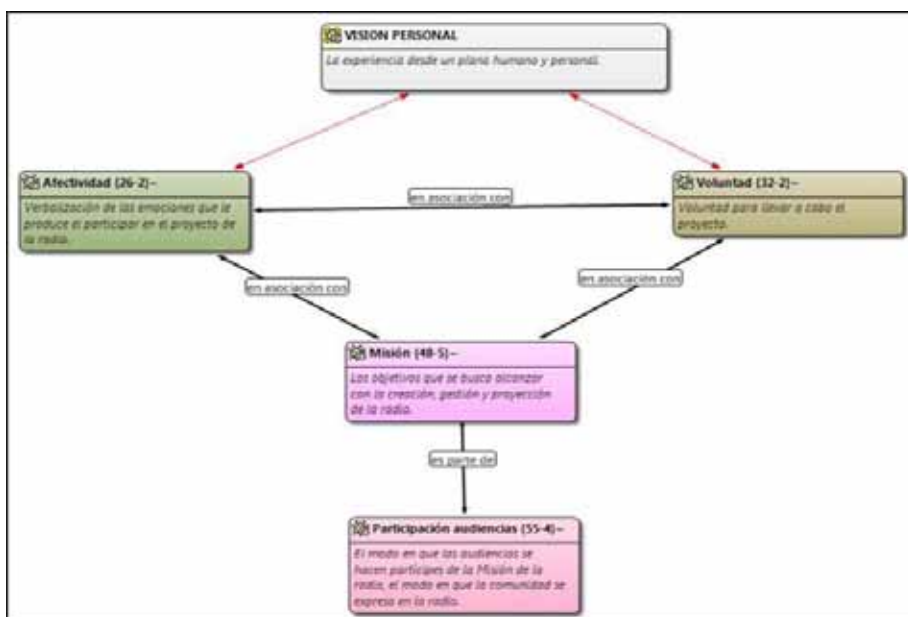 VISION PERSONAL
La experiencia desde un plano humano y personal.
Afectividad (26-2)~
Verbalización de las emociones que le
produce el participar en el proyecto de
la radio.
en asociación con
Voluntad (32-2)~
Voluntad para llevar a cabo el
proyecto.
en asociación con
en asociación con
Misión (48-5)~
Los objetivos que se busca alcanzar
con la creación, gestión y proyección
de la radio.
es parte de
Participación audiencias (55-4)~
El modo en que las audiencias se
hacen partícipes de la Misión de la
radio, el modo en que la comunidad se
expresa en la radio.